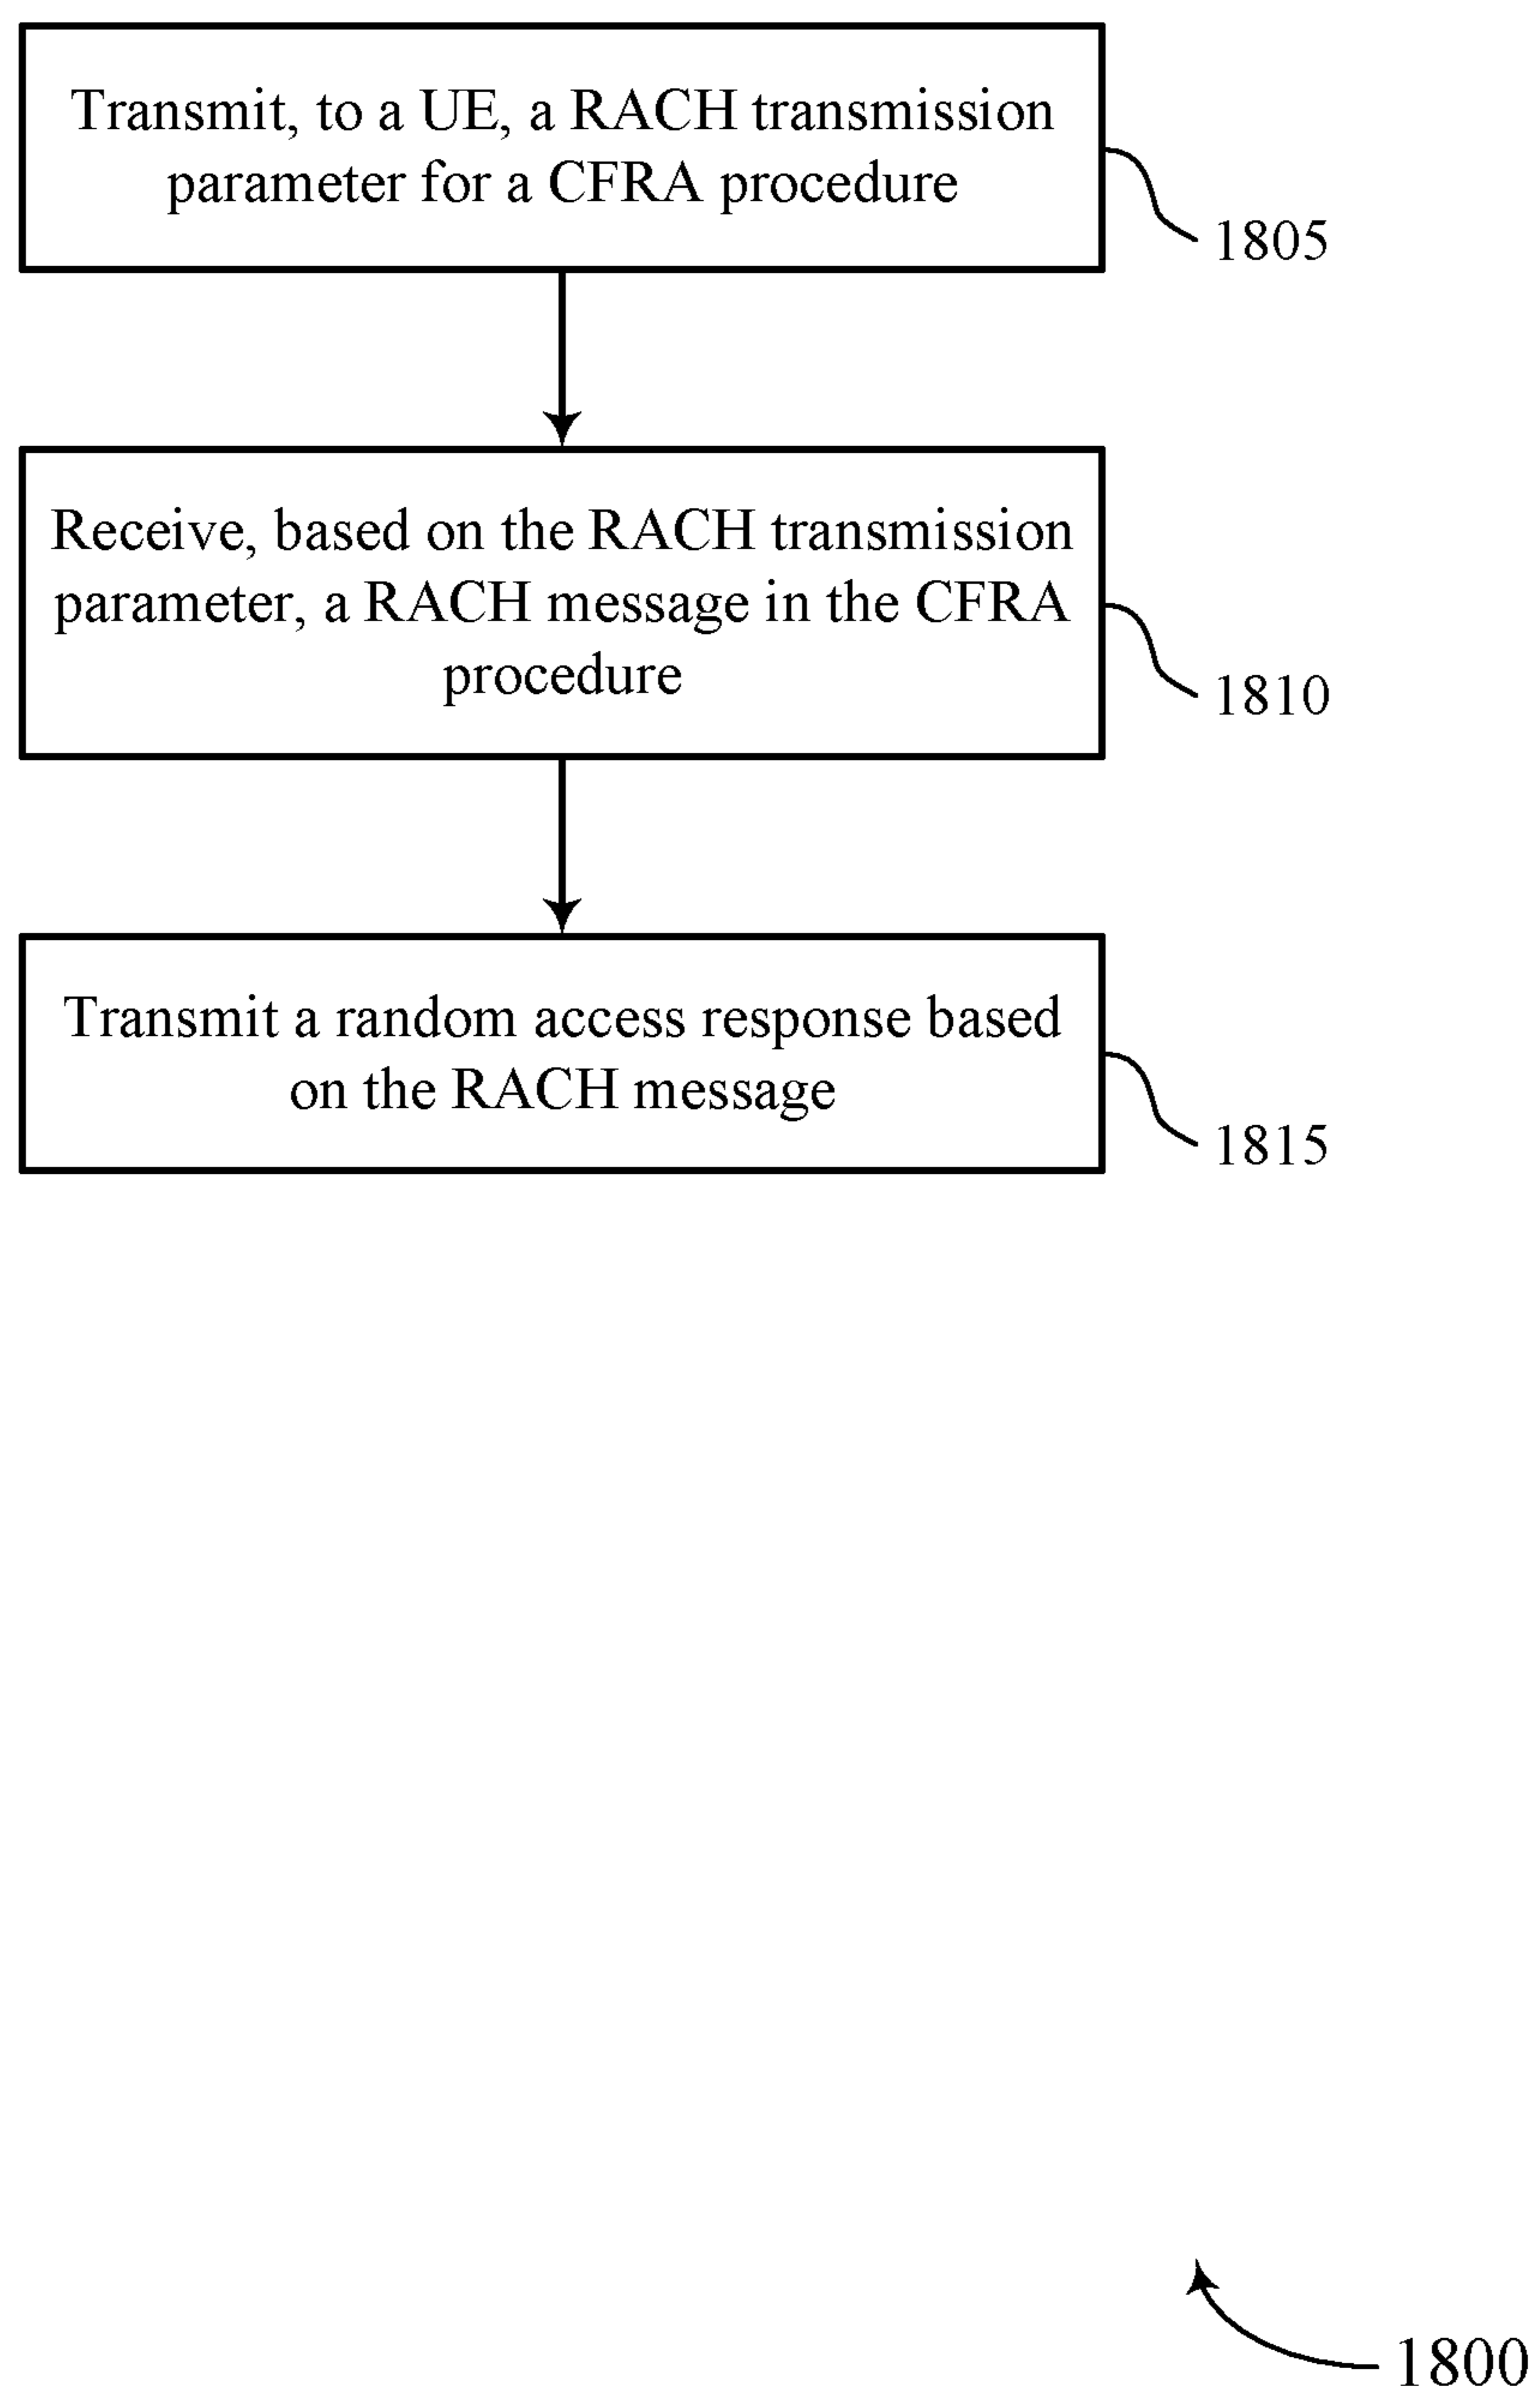 Transmit, to a UE, a RACH transmission
parameter for a CFRA procedure
1805
Receive, based on the RACH transmission
parameter, a RACH message in the CFRA
procedure
1810
Transmit a random access response based
on the RACH message
1815
1800